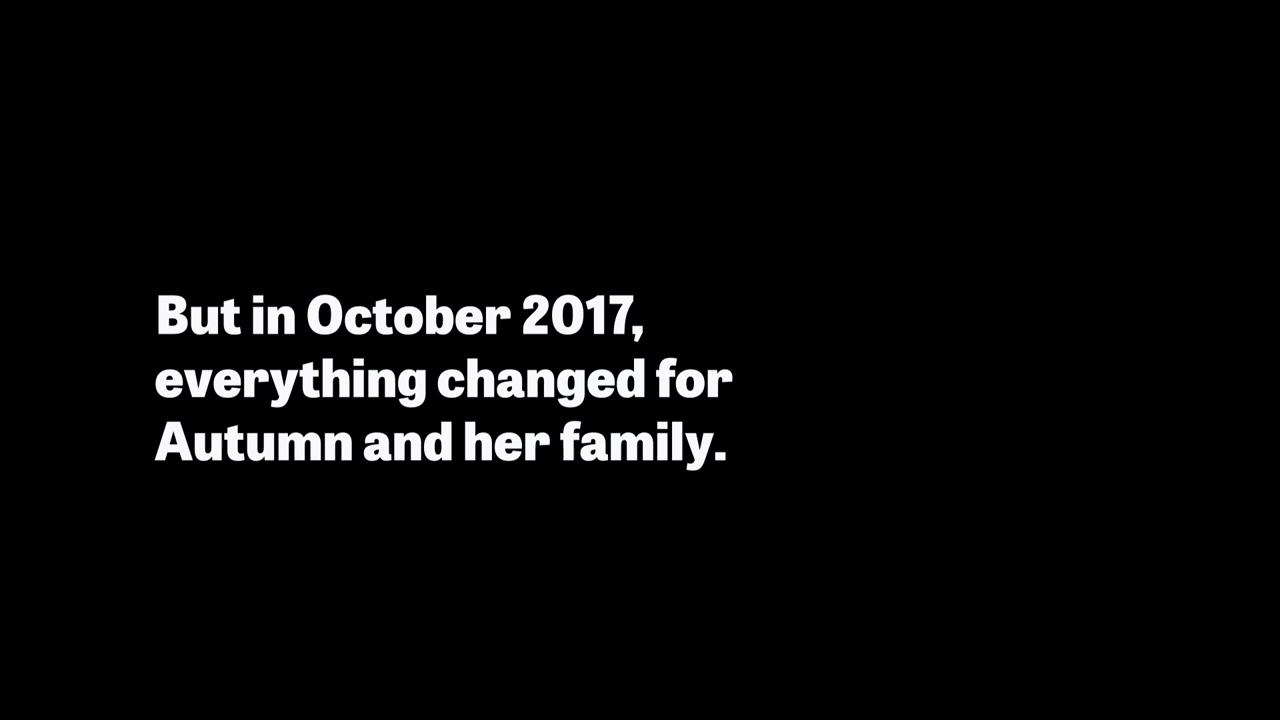 But in October 2017,
everything changed for
Autumn and her family.